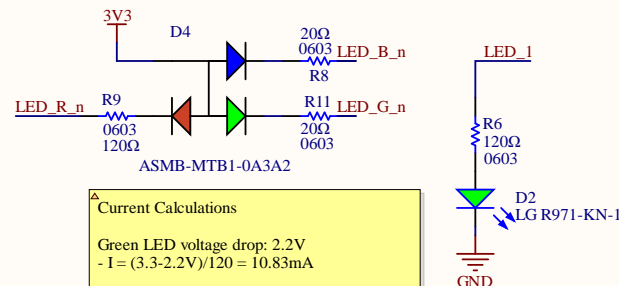 3V3
D4
20Ω
0603
LED_B_n
R8
LED_1
LED_R_n
R9
0603
120Ω
R11
LED_G_n
20Ω
0603
R6
120Ω
0603
ASMB-MTB1-0A3A2
D2
LG R971-KN-1
GND
Current Calculations
Green LED voltage drop: 2.2V
- I = (3.3-2.2V)/120 = 10.83mA